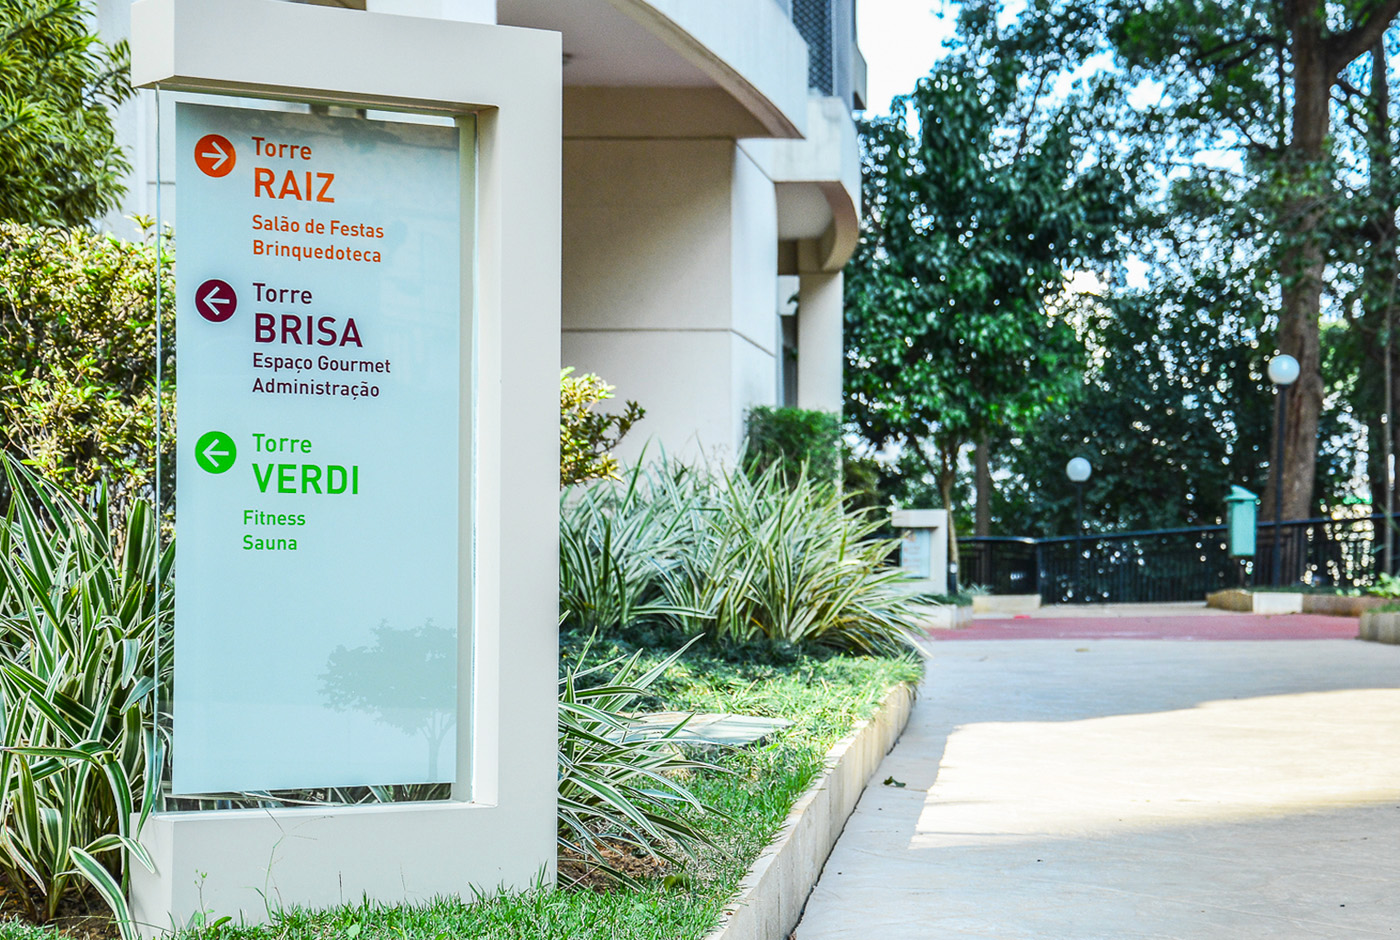 Torre
RAIZ
Salão de Festas
Brinquedoteca
Torre
BRISA
Espaço Gourmet
Administração
Torre
VERDI
Fitness
Sauna